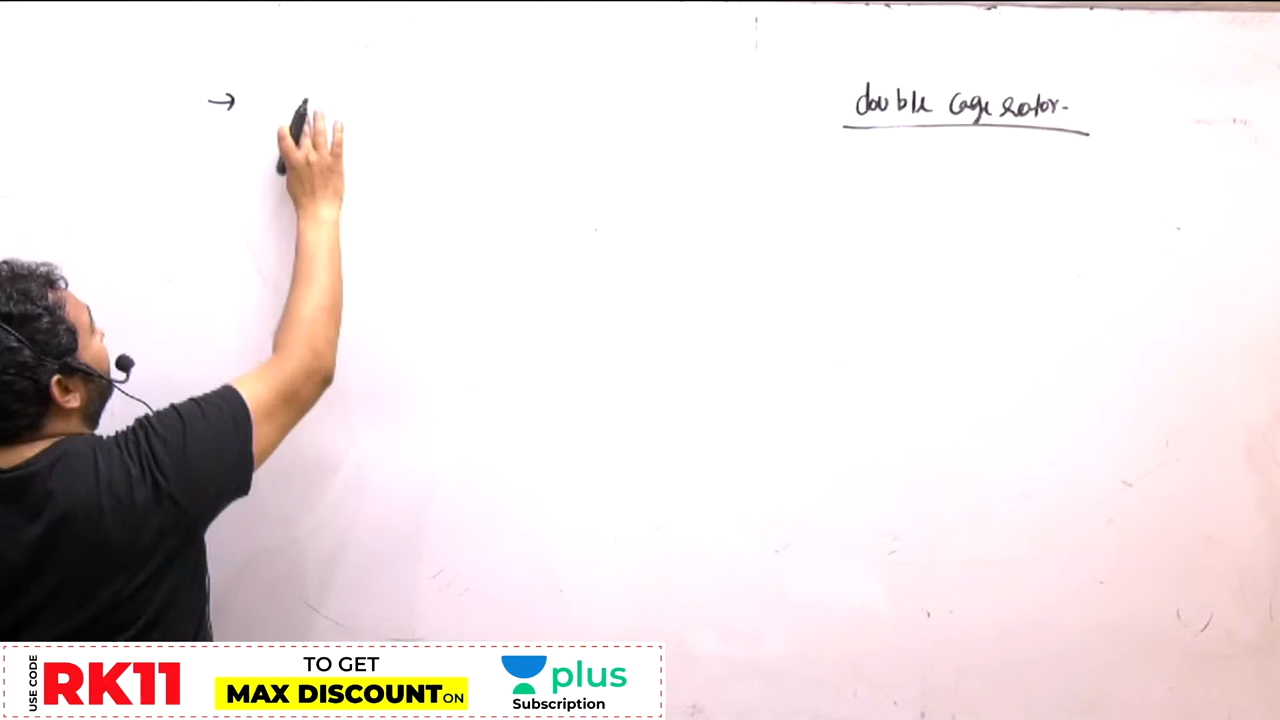 →
double cage rotor.
USE CODE
RK11
TO GET
MAX DISCOUNT ON
plus
Subscription